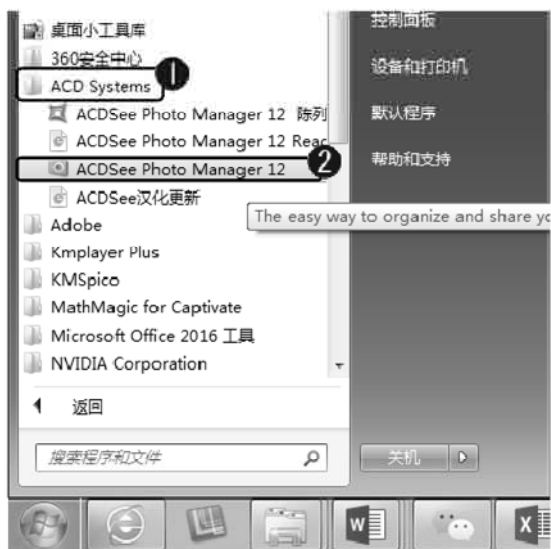 桌面小工具库
360安全中心
1
ACD Systems
ACDSee Photo Manager 12 陈列
ACDSee Photo Manager 12 Reac
ACDSee Photo Manager 12
2
ACDSee汉化更新
The easy way to organize and share yo
Adobe
Kmplayer Plus
KMSpico
MathMagic for Captivate
Microsoft Office 2016 工具
NVIDIA Corporation
返回
搜索程序和文件
控制面板
设备和打印机
默认程序
帮助和支持
关机
W
X